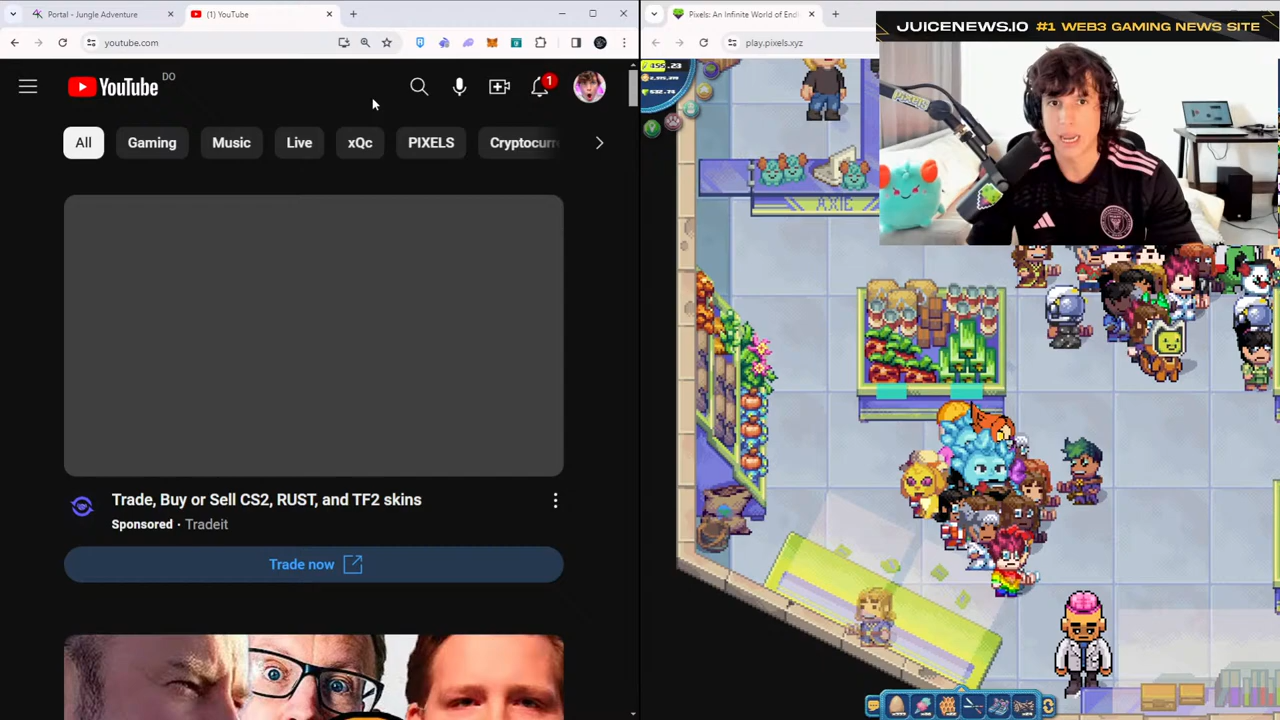 Portal - Jungle Adventure
(1) YouTube
Pixels: An Infinite World of End
youtube.com
play.pixels.xyz
JUICENEWS.IO #1 WEB3 GAMING NEWS SITE
YouTube DO
1
All
Gaming
Music
Live
xQc
PIXELS
Cryptocurr
AXIE
PIXELS
Trade, Buy or Sell CS2, RUST, and TF2 skins
Sponsored · Tradeit
Trade now